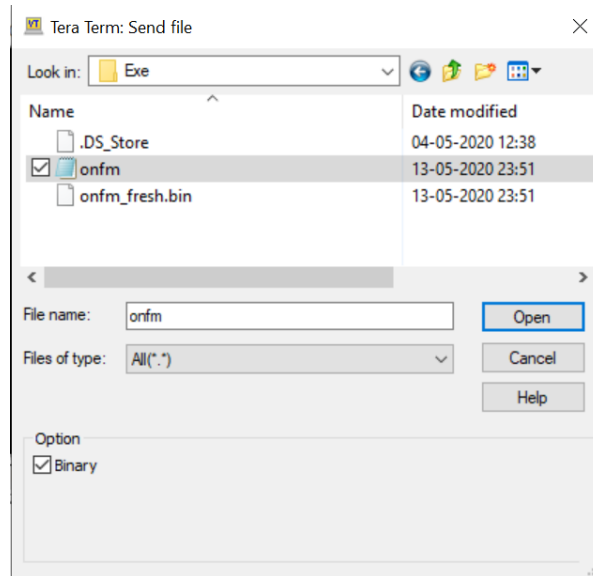 VT Tera Term: Send file
Look in: Exe
Name Date modified
.DS_Store 04-05-2020 12:38
onfm 13-05-2020 23:51
onfm_fresh.bin 13-05-2020 23:51
File name: onfm Open
Files of type: All(*.*) Cancel
Help
Option
Binary